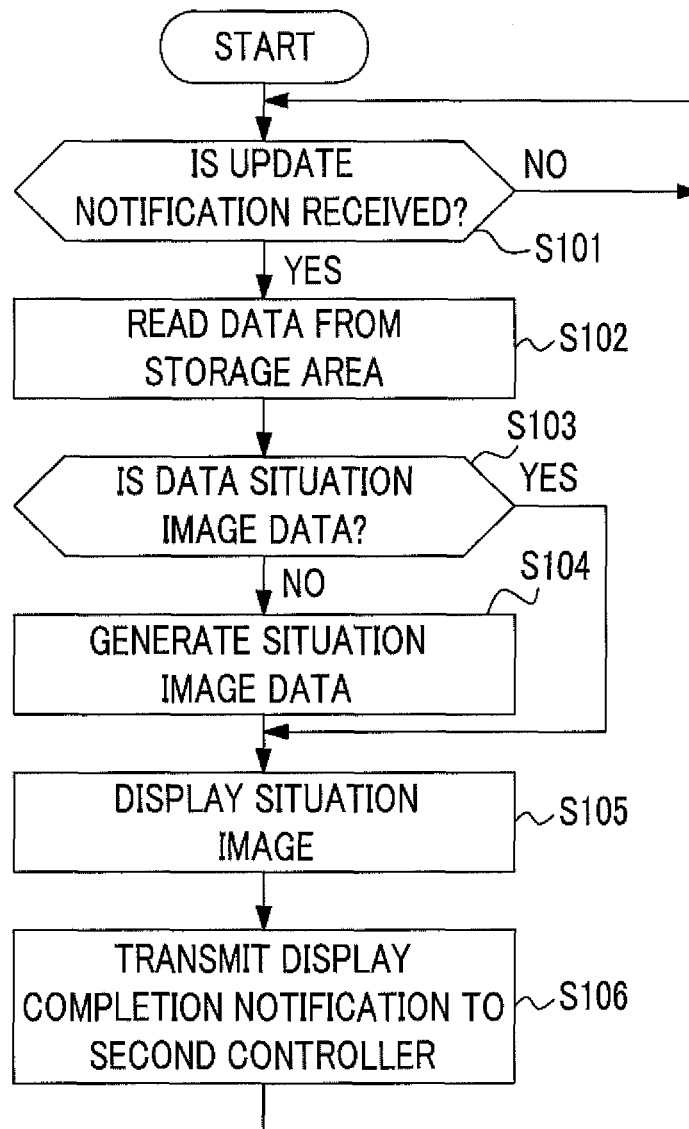 START
IS UPDATE
NOTIFICATION RECEIVED?
NO
S101
YES
READ DATA FROM
STORAGE AREA
S102
S103
IS DATA SITUATION
IMAGE DATA?
YES
NO
S104
GENERATE SITUATION
IMAGE DATA
DISPLAY SITUATION
IMAGE
S105
TRANSMIT DISPLAY
COMPLETION NOTIFICATION TO
SECOND CONTROLLER
S106